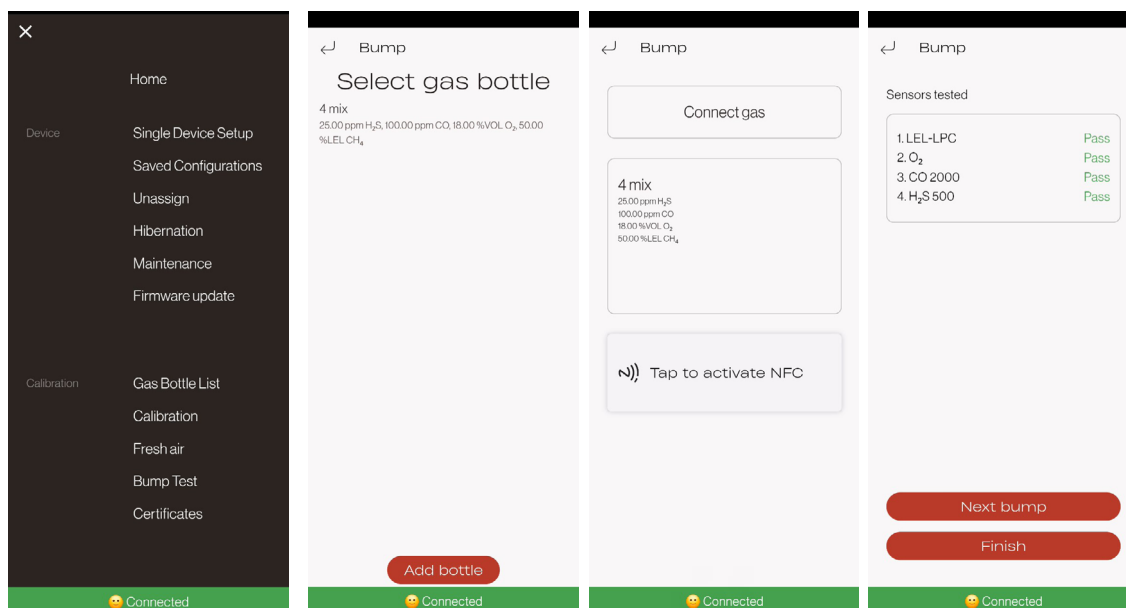 Home
Device
Single Device Setup
Saved Configurations
Unassign
Hibernation
Maintenance
Firmware update
Calibration
Gas Bottle List
Calibration
Fresh air
Bump Test
Certificates
Connected
Bump
Select gas bottle
4 mix
25.00 ppm H₂S, 100.00 ppm CO, 18.00 %VOL O₂, 50.00
%LEL CH₄
Add bottle
Connected
Bump
Connect gas
4 mix
25.00 ppm H₂S
100.00 ppm CO
18.00 %VOL O₂
50.00 %LEL CH₄
Tap to activate NFC
Connected
Bump
Sensors tested
1. LEL-LPC Pass
2. O₂ Pass
3. CO 2000 Pass
4. H₂S 500 Pass
Next bump
Finish
Connected